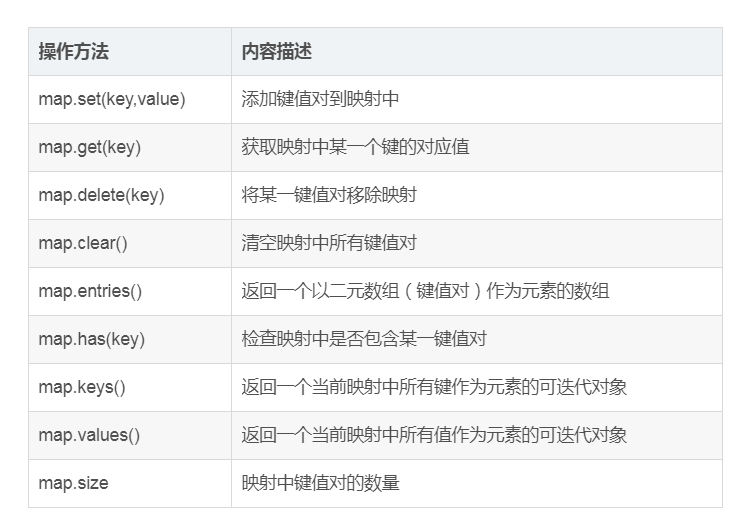 操作方法 内容描述
map.set(key,value) 添加键值对到映射中
map.get(key) 获取映射中某一个键的对应值
map.delete(key) 将某一键值对移除映射
map.clear() 清空映射中所有键值对
map.entries() 返回一个以二元数组（键值对）作为元素的数组
map.has(key) 检查映射中是否包含某一键值对
map.keys() 返回一个当前映射中所有键作为元素的可迭代对象
map.values() 返回一个当前映射中所有值作为元素的可迭代对象
map.size 映射中键值对的数量